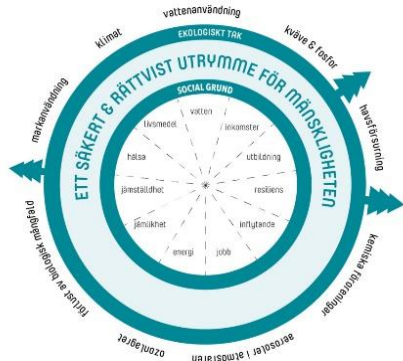 vattenanvändning
klimat
kväve & fosfor
EKOLOGISKT TAK
markanvändning
ETT SÄKERT & RÄTTVIST UTRYMME FÖR MÄNSKLIGHETEN
havsförsurning
SOCIAL GRUND
vatten
livsmedel
inkomster
hälsa
utbildning
jämställdhet
resiliens
jämlikhet
inflytande
energi
jobb
förlust av biologisk mångfald
kemiska föroreningar
ozonlagret
aerosoler i atmosfären